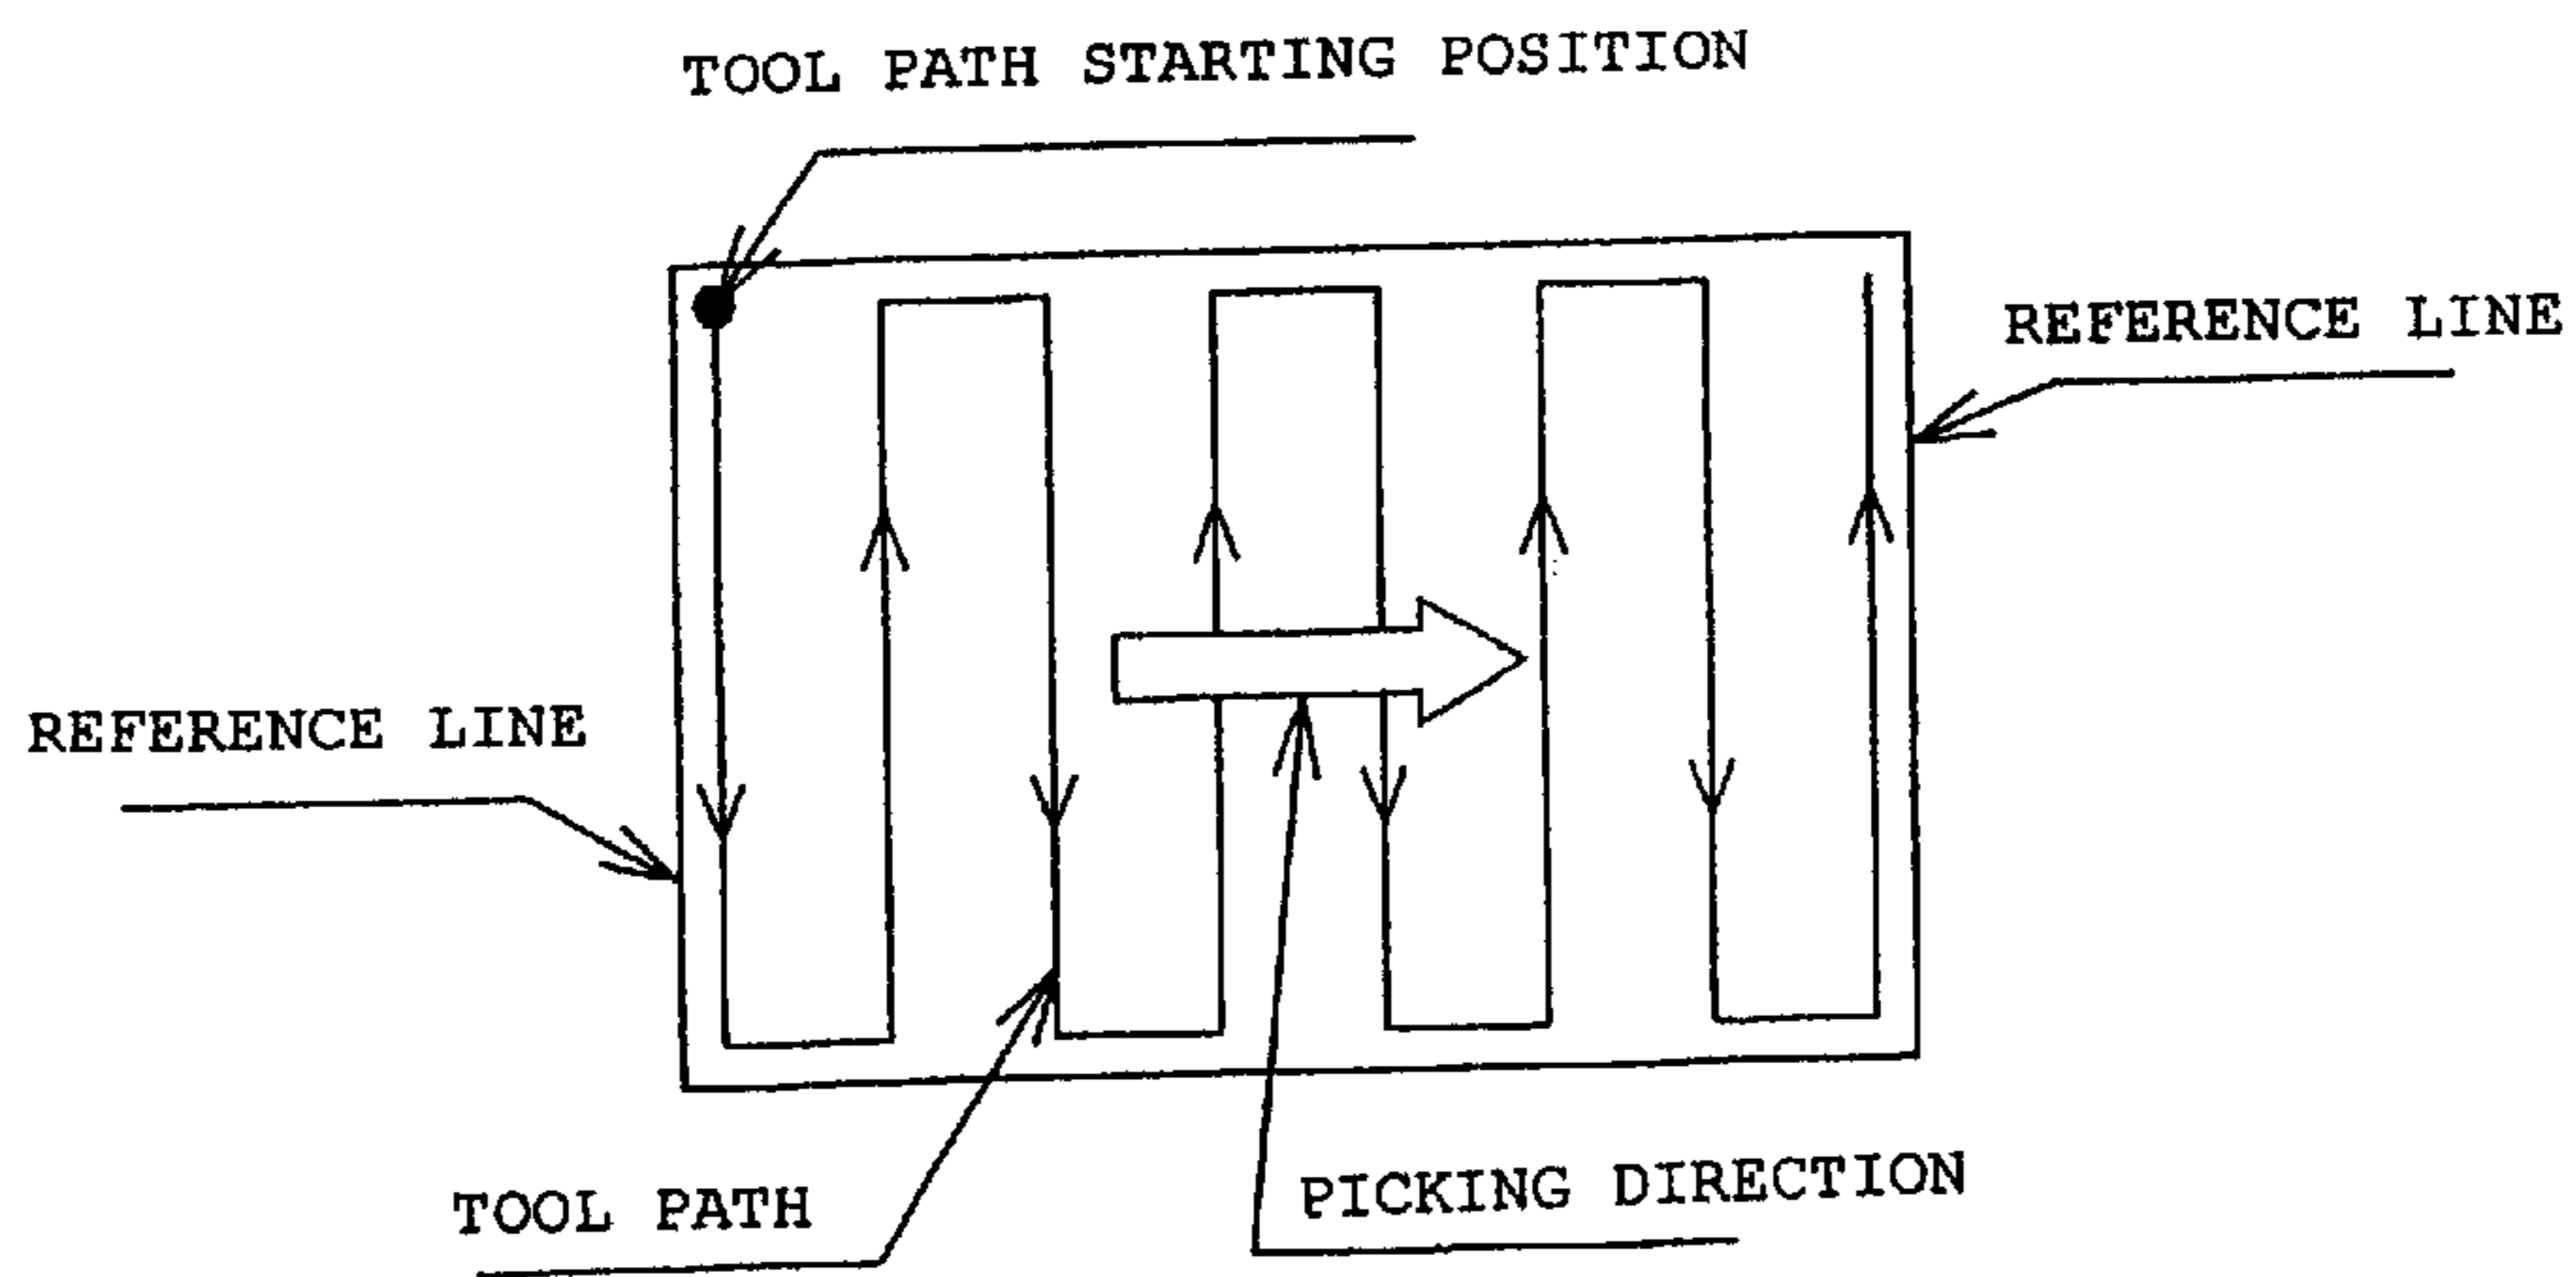 TOOL PATH STARTING POSITION
REFERENCE LINE
REFERENCE LINE
TOOL PATH
PICKING DIRECTION